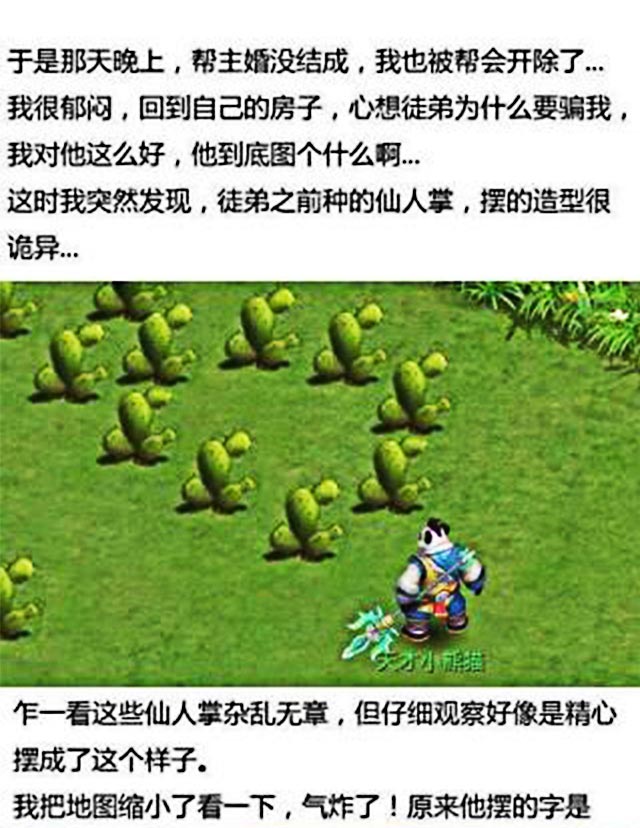 于是那天晚上，帮主婚没结成，我也被帮会开除了...
我很郁闷，回到自己的房子，心想徒弟为什么要骗我，
我对他这么好，他到底图个什么啊...
这时我突然发现，徒弟之前种的仙人掌，摆的造型很
诡异...
天才小熊猫
乍一看这些仙人掌杂乱无章，但仔细观察好像是精心
摆成了这个样子。
我把地图缩小了看一下，气炸了！原来他摆的字是